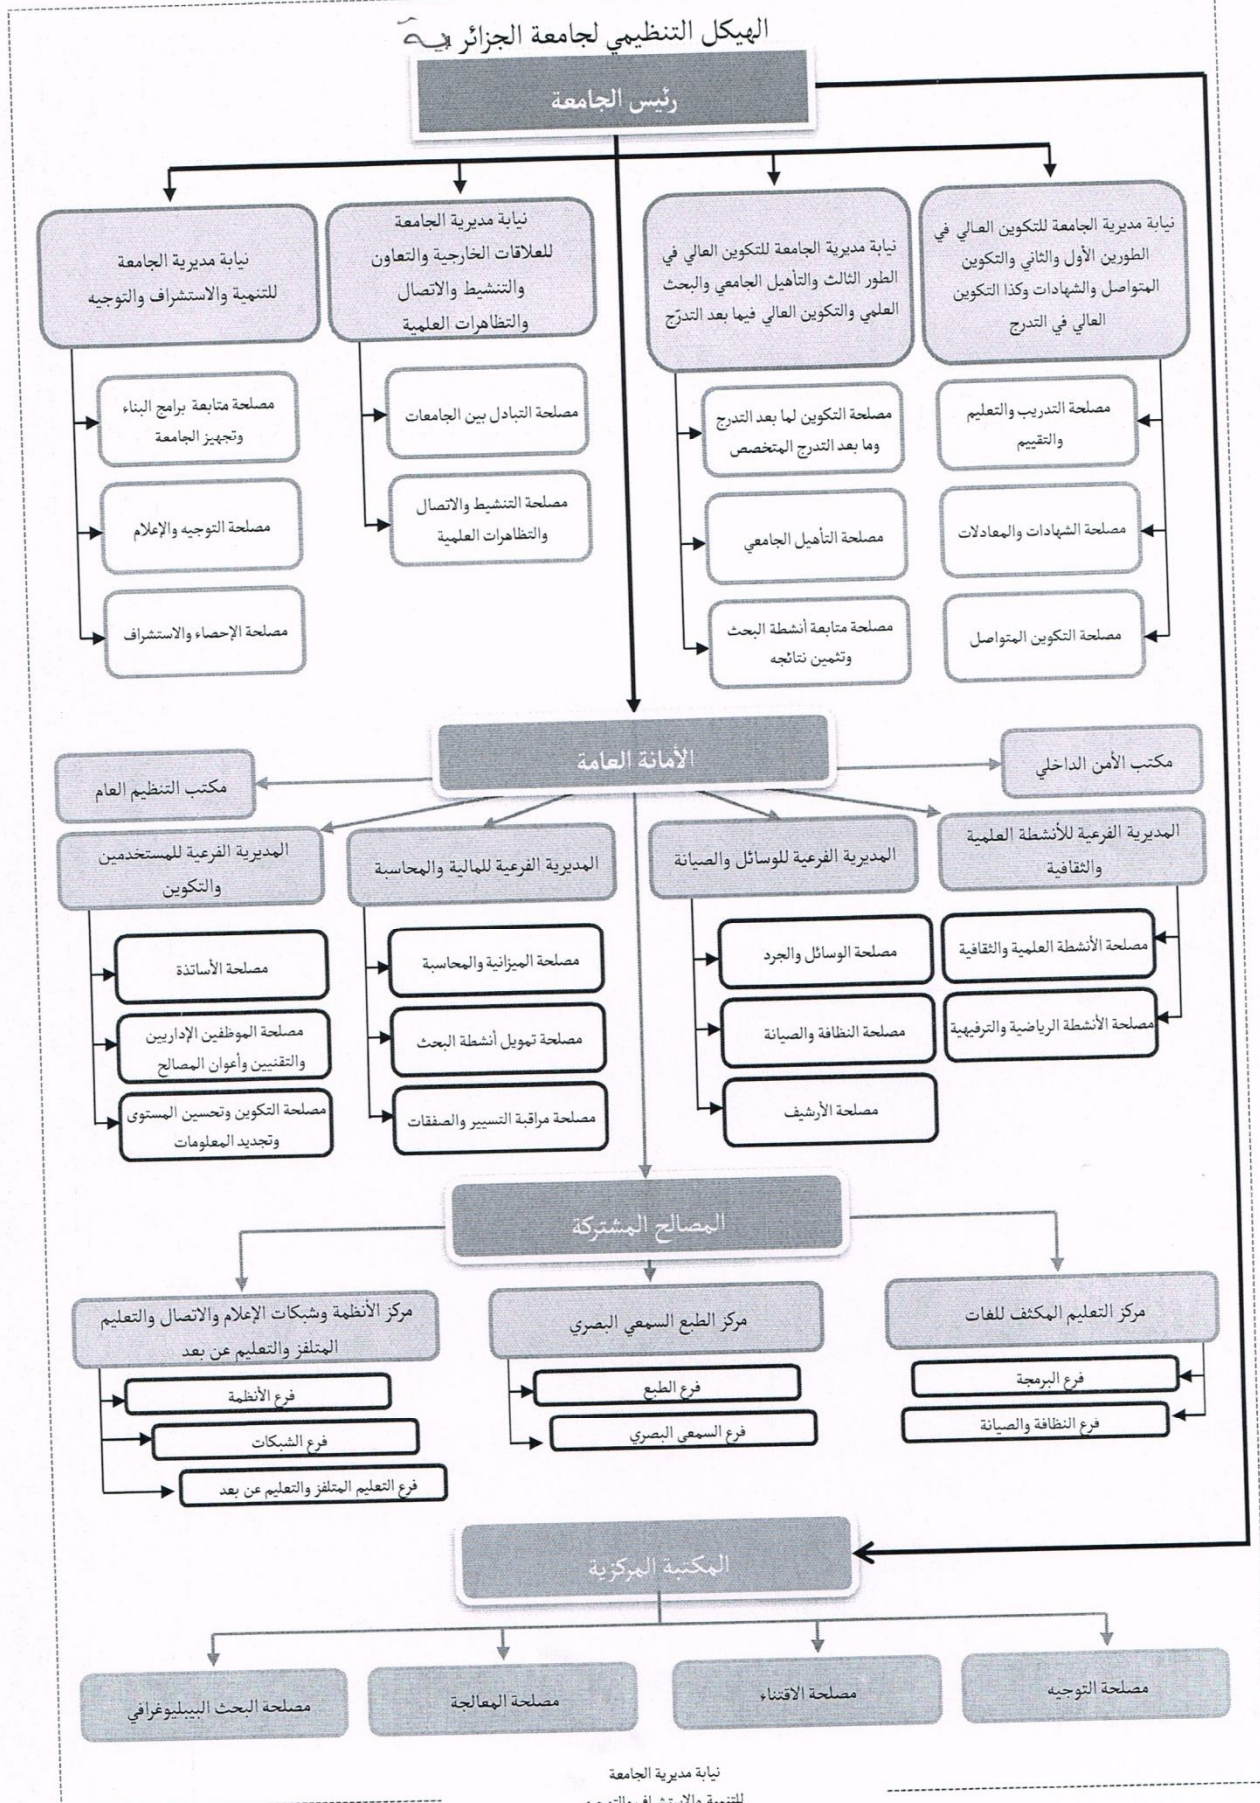 الهيكل التنظيمي لجامعة الجزائر
رئيس الجامعة
نيابة مديرية الجامعة للتكوين العالي في
الطورين الأول والثاني والتكوين
المتواصل والشهادات وكذا التكوين
العالي في التدرج
مصلحة التدريب والتعليم
والتقييم
مصلحة الشهادات والمعادلات
مصلحة التكوين المتواصل
نيابة مديرية الجامعة للتكوين العالي في
الطور الثالث والتأهيل الجامعي والبحث
العلمي والتكوين العالي فيما بعد التدرّج
مصلحة التكوين لما بعد التدرج
وما بعد التدرج المتخصص
مصلحة التأهيل الجامعي
مصلحة متابعة أنشطة البحث
وتثمين نتائجه
نيابة مديرية الجامعة
للعلاقات الخارجية والتعاون
والتنشيط والاتصال
والتظاهرات العلمية
مصلحة التبادل بين الجامعات
مصلحة التنشيط والاتصال
والتظاهرات العلمية
نيابة مديرية الجامعة
للتنمية والاستشراف والتوجيه
مصلحة متابعة برامج البناء
وتجهيز الجامعة
مصلحة التوجيه والإعلام
مصلحة الإحصاء والاستشراف
الأمانة العامة
مكتب الأمن الداخلي
مكتب التنظيم العام
المديرية الفرعية للأنشطة العلمية
والثقافية
مصلحة الأنشطة العلمية والثقافية
مصلحة الأنشطة الرياضية والترفيهية
المديرية الفرعية للوسائل والصيانة
مصلحة الوسائل والجرد
مصلحة النظافة والصيانة
مصلحة الأرشيف
المديرية الفرعية للمالية والمحاسبة
مصلحة الميزانية والمحاسبة
مصلحة تمويل أنشطة البحث
مصلحة مراقبة التسيير والصفقات
المديرية الفرعية للمستخدمين
والتكوين
مصلحة الأساتذة
مصلحة الموظفين الإداريين
والتقنيين وأعوان المصالح
مصلحة التكوين وتحسين المستوى
وتجديد المعلومات
المصالح المشتركة
مركز التعليم المكثف للغات
فرع البرمجة
فرع النظافة والصيانة
مركز الطبع السمعي البصري
فرع الطبع
فرع السمعي البصري
مركز الأنظمة وشبكات الإعلام والاتصال والتعليم
المتلفز والتعليم عن بعد
فرع الأنظمة
فرع الشبكات
فرع التعليم المتلفز والتعليم عن بعد
المكتبة المركزية
مصلحة التوجيه
مصلحة الاقتناء
مصلحة المعالجة
مصلحة البحث البيبليوغرافي
نيابة مديرية الجامعة
للتنمية والاستشراف والتوجيه